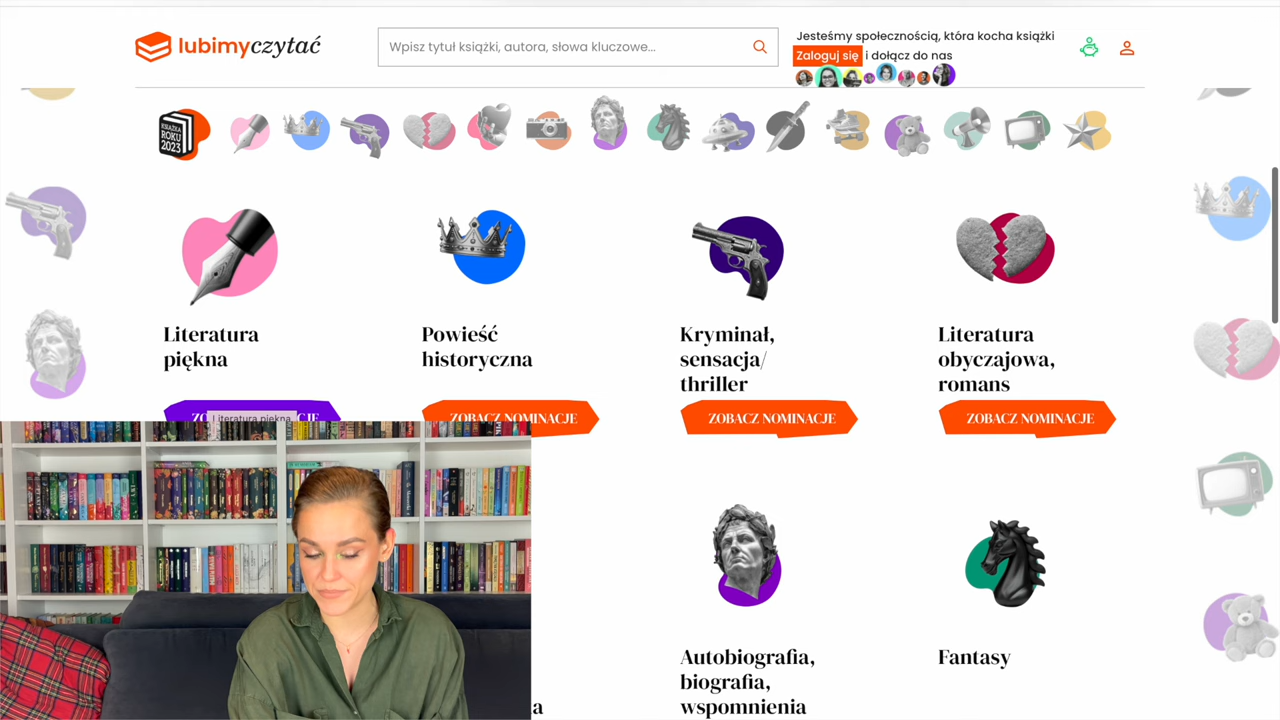 lubimyczytać
Wpisz tytuł książki, autora, słowa kluczowe...
Jesteśmy społecznością, która kocha książki
Zaloguj się i dołącz do nas
KSIĄŻKA
ROKU
2023
Literatura
piękna
Powieść
historyczna
Kryminał,
sensacja/
thriller
Literatura
obyczajowa,
romans
Literatura piękna
ZOBACZ NOMINACJE
ZOBACZ NOMINACJE
ZOBACZ NOMINACJE
Autobiografia,
biografia,
wspomnienia
Fantasy